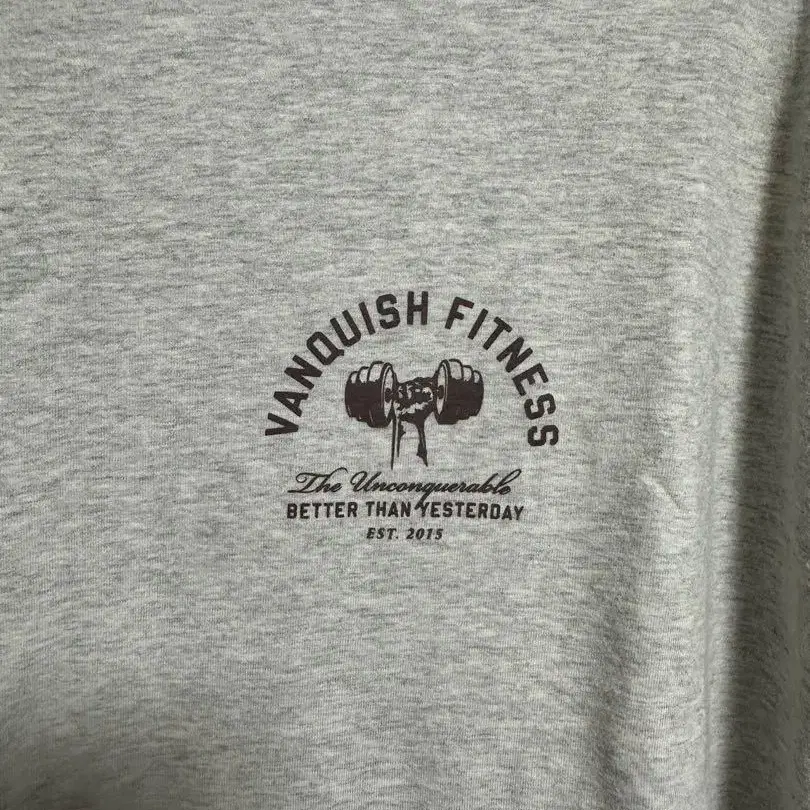 VANQUISH FITNESS
The Unconquerable
BETTER THAN YESTERDAY
EST. 2015